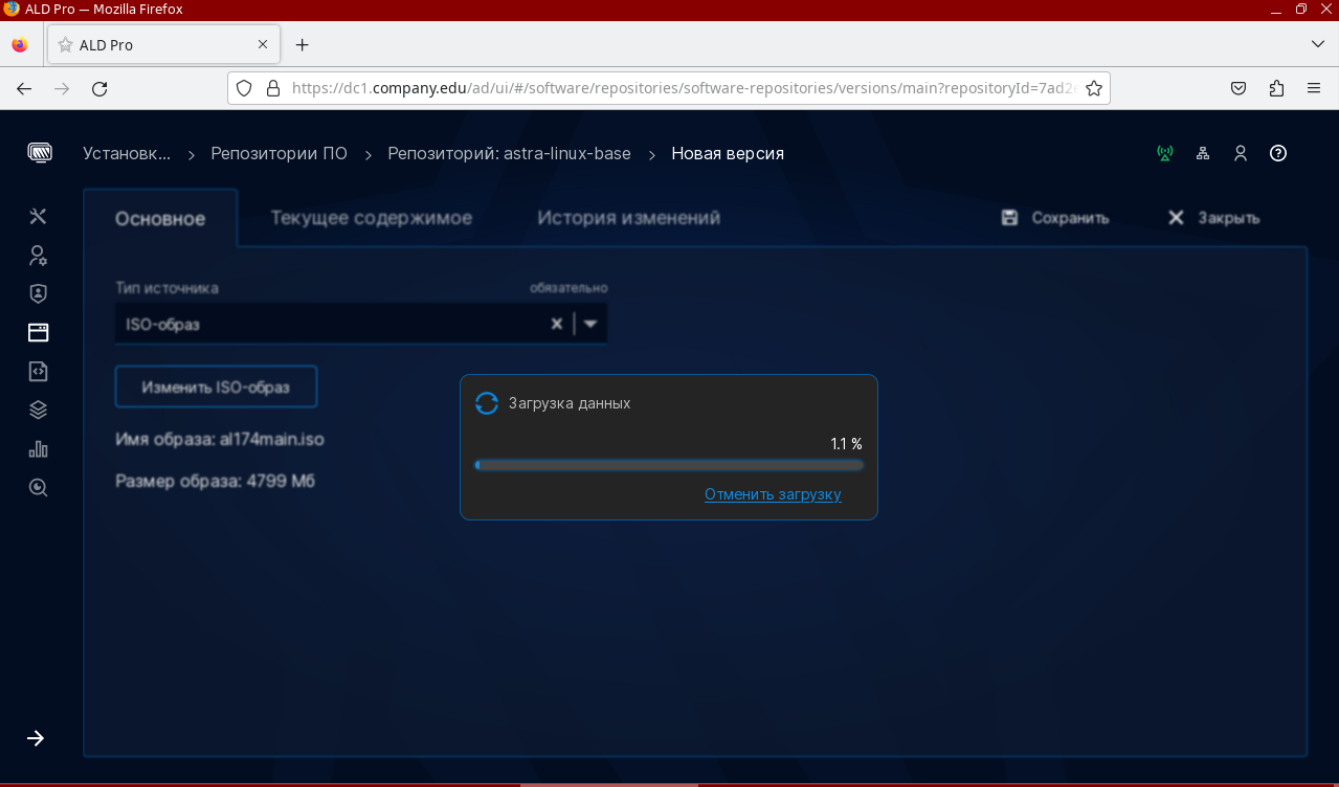 ALD Pro — Mozilla Firefox
ALD Pro
https://dc1.company.edu/ad/ui/#/software/repositories/software-repositories/versions/main?repositoryId=7ad2
Установк... > Репозитории ПО > Репозиторий: astra-linux-base > Новая версия
Основное Текущее содержимое История изменений Сохранить Закрыть
Тип источника обязательно
ISO-образ
Изменить ISO-образ
Имя образа: al174main.iso
Размер образа: 4799 Мб
Загрузка данных
1.1 %
Отменить загрузку